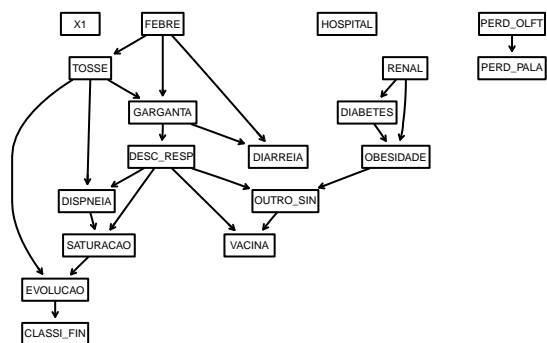 X1
FEBRE
HOSPITAL
PERD_OLFT
TOSSE
RENAL
PERD_PALA
GARGANTA
DIABETES
DESC_RESP
DIARREIA
OBESIDADE
DISPNEIA
OUTRO_SIN
SATURACAO
VACINA
EVOLUCAO
CLASSI_FIN